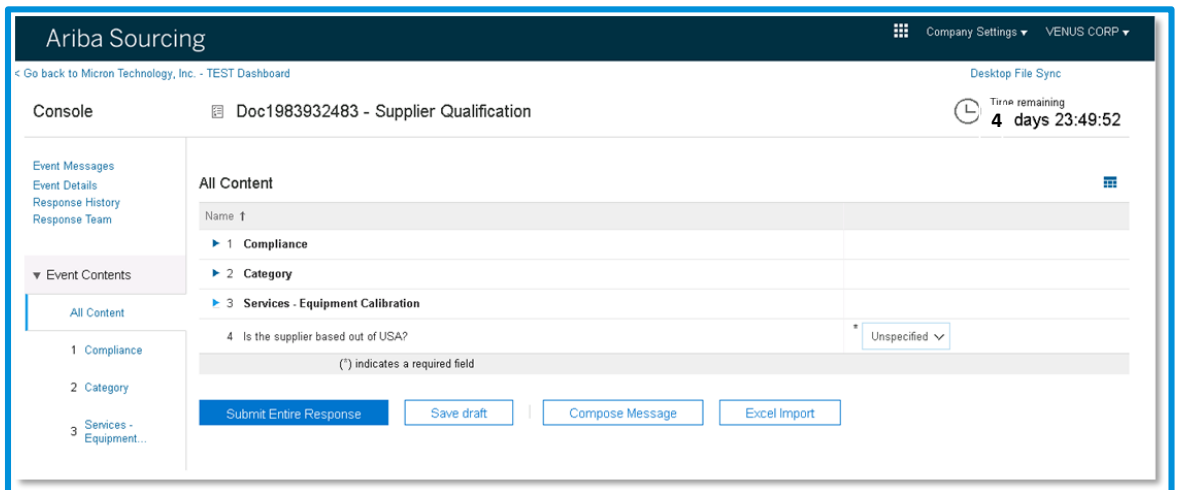 Ariba Sourcing
Company Settings ▾ VENUS CORP ▾
< Go back to Micron Technology, Inc. - TEST Dashboard
Desktop File Sync
Console
Doc1983932483 - Supplier Qualification
Time remaining
4 days 23:49:52
Event Messages
Event Details
Response History
Response Team
▼ Event Contents
All Content
1 Compliance
2 Category
3 Services -
Equipment...
All Content
Name ↑
► 1 Compliance
► 2 Category
► 3 Services - Equipment Calibration
4 Is the supplier based out of USA? * Unspecified
(*) indicates a required field
Submit Entire Response Save draft | Compose Message Excel Import